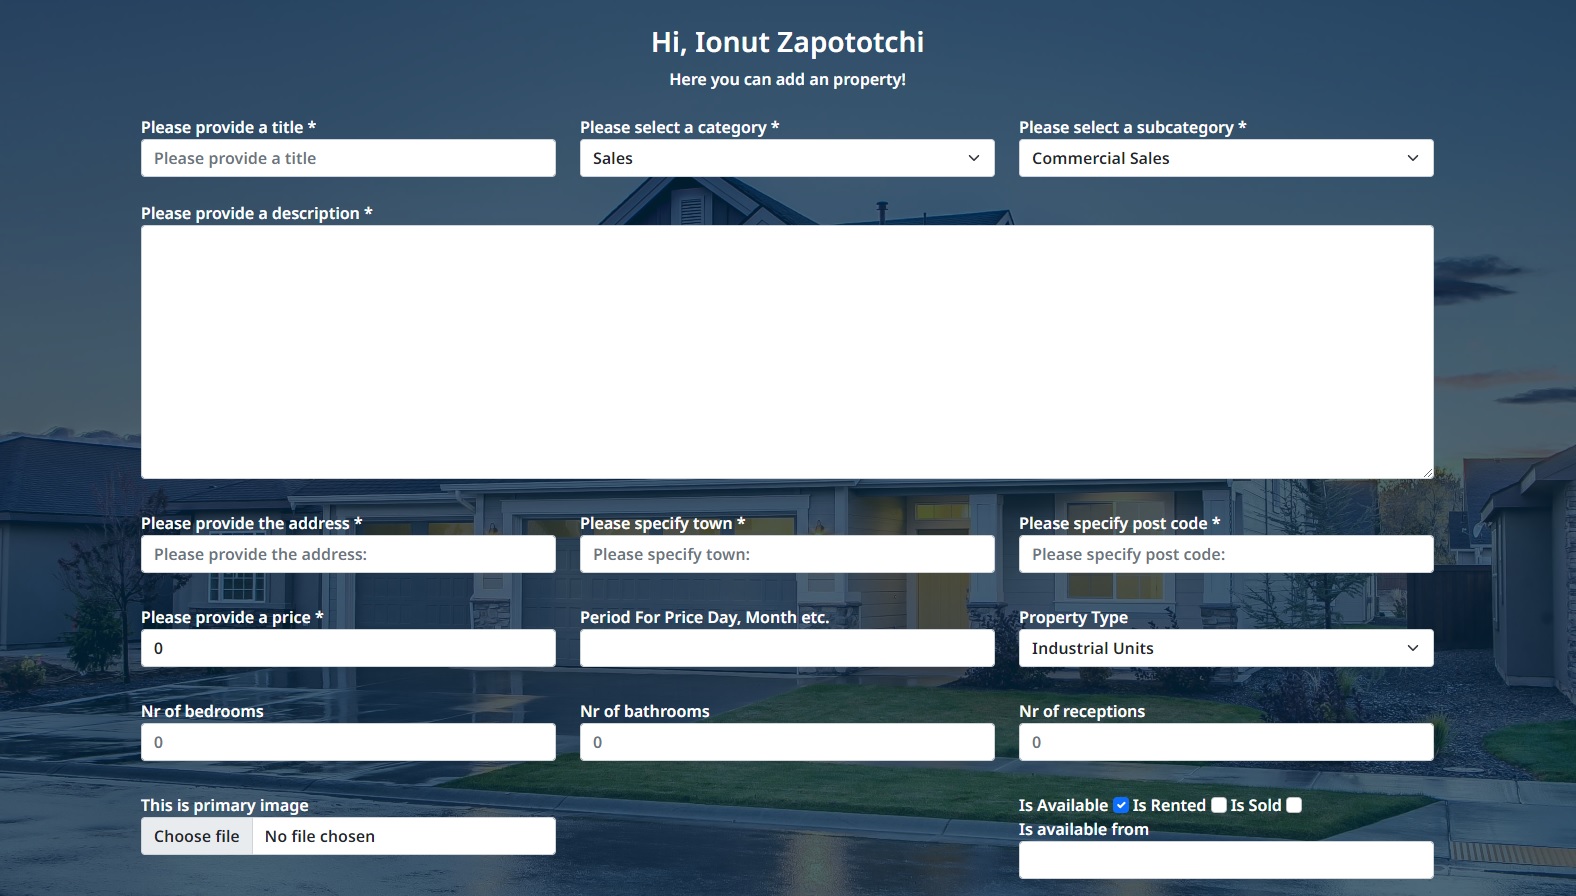 Hi, Ionut Zapototchi
Here you can add an property!
Please provide a title *
Please provide a title
Please select a category *
Sales
Please select a subcategory *
Commercial Sales
Please provide a description *
Please provide the address *
Please provide the address:
Please specify town *
Please specify town:
Please specify post code *
Please specify post code:
Please provide a price *
0
Period For Price Day, Month etc.
Property Type
Industrial Units
Nr of bedrooms
0
Nr of bathrooms
0
Nr of receptions
0
This is primary image
Choose file No file chosen
Is Available Is Rented Is Sold
Is available from